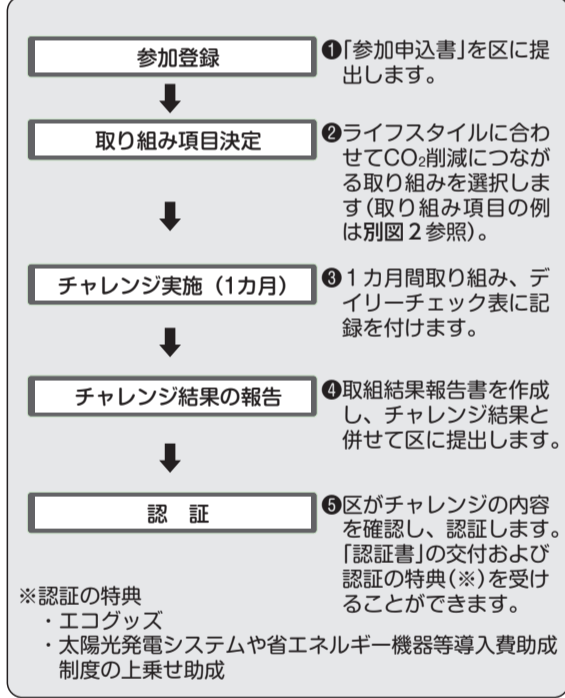 参加登録
❶「参加申込書」を区に提
出します。
取り組み項目決定
❷ライフスタイルに合わ
せてCO₂削減につなが
る取り組みを選択しま
す(取り組み項目の例
は別図2参照)。
チャレンジ実施(1カ月)
❸1カ月間取り組み、デ
イリーチェック表に記
録を付けます。
チャレンジ結果の報告
❹取組結果報告書を作成
し、チャレンジ結果と
併せて区に提出します。
認 証
❺区がチャレンジの内容
を確認し、認証します。
「認証書」の交付および
認証の特典(※)を受け
ることができます。
※認証の特典
・エコグッズ
・太陽光発電システムや省エネルギー機器等導入費助成
制度の上乗せ助成